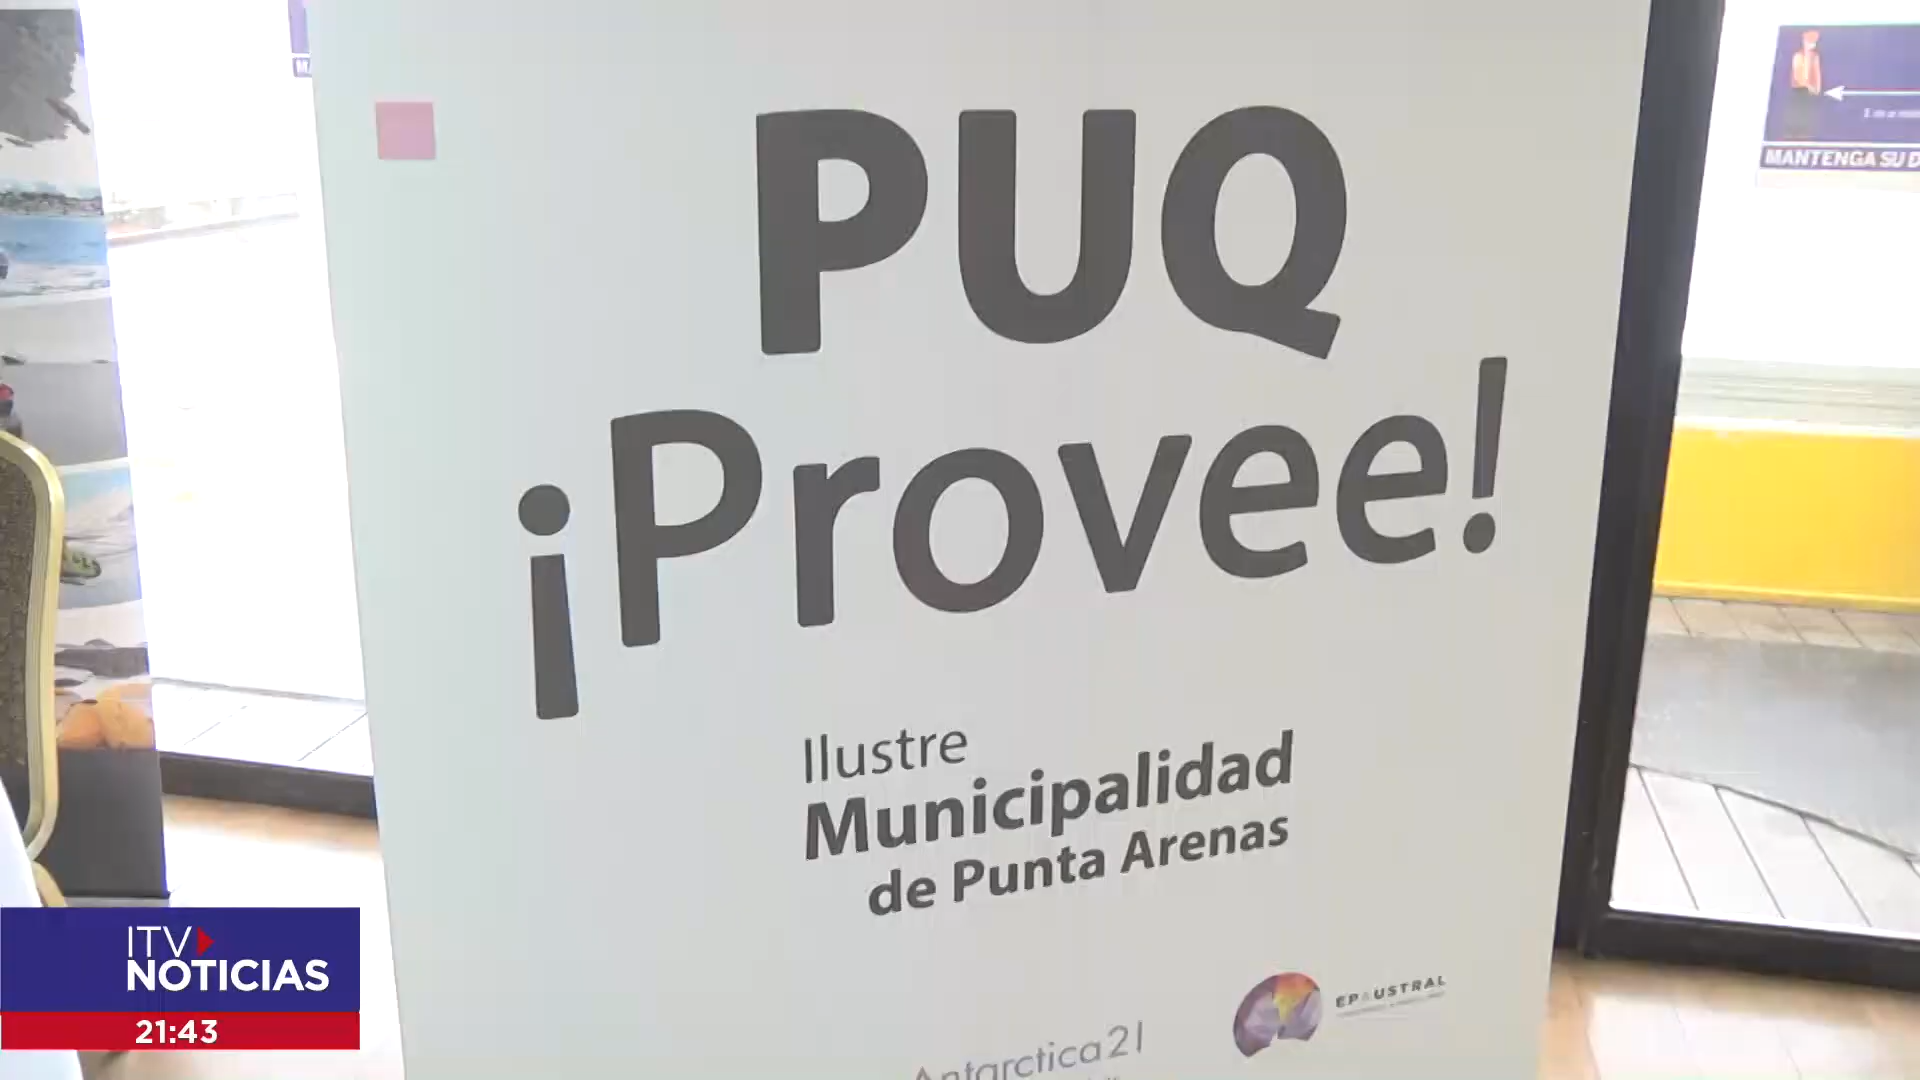 PUQ
¡Provee!
Ilustre
Municipalidad
de Punta Arenas
EPAUSTRAL
Antarctica21
MANTENGA SU D
ITV
NOTICIAS
21:43